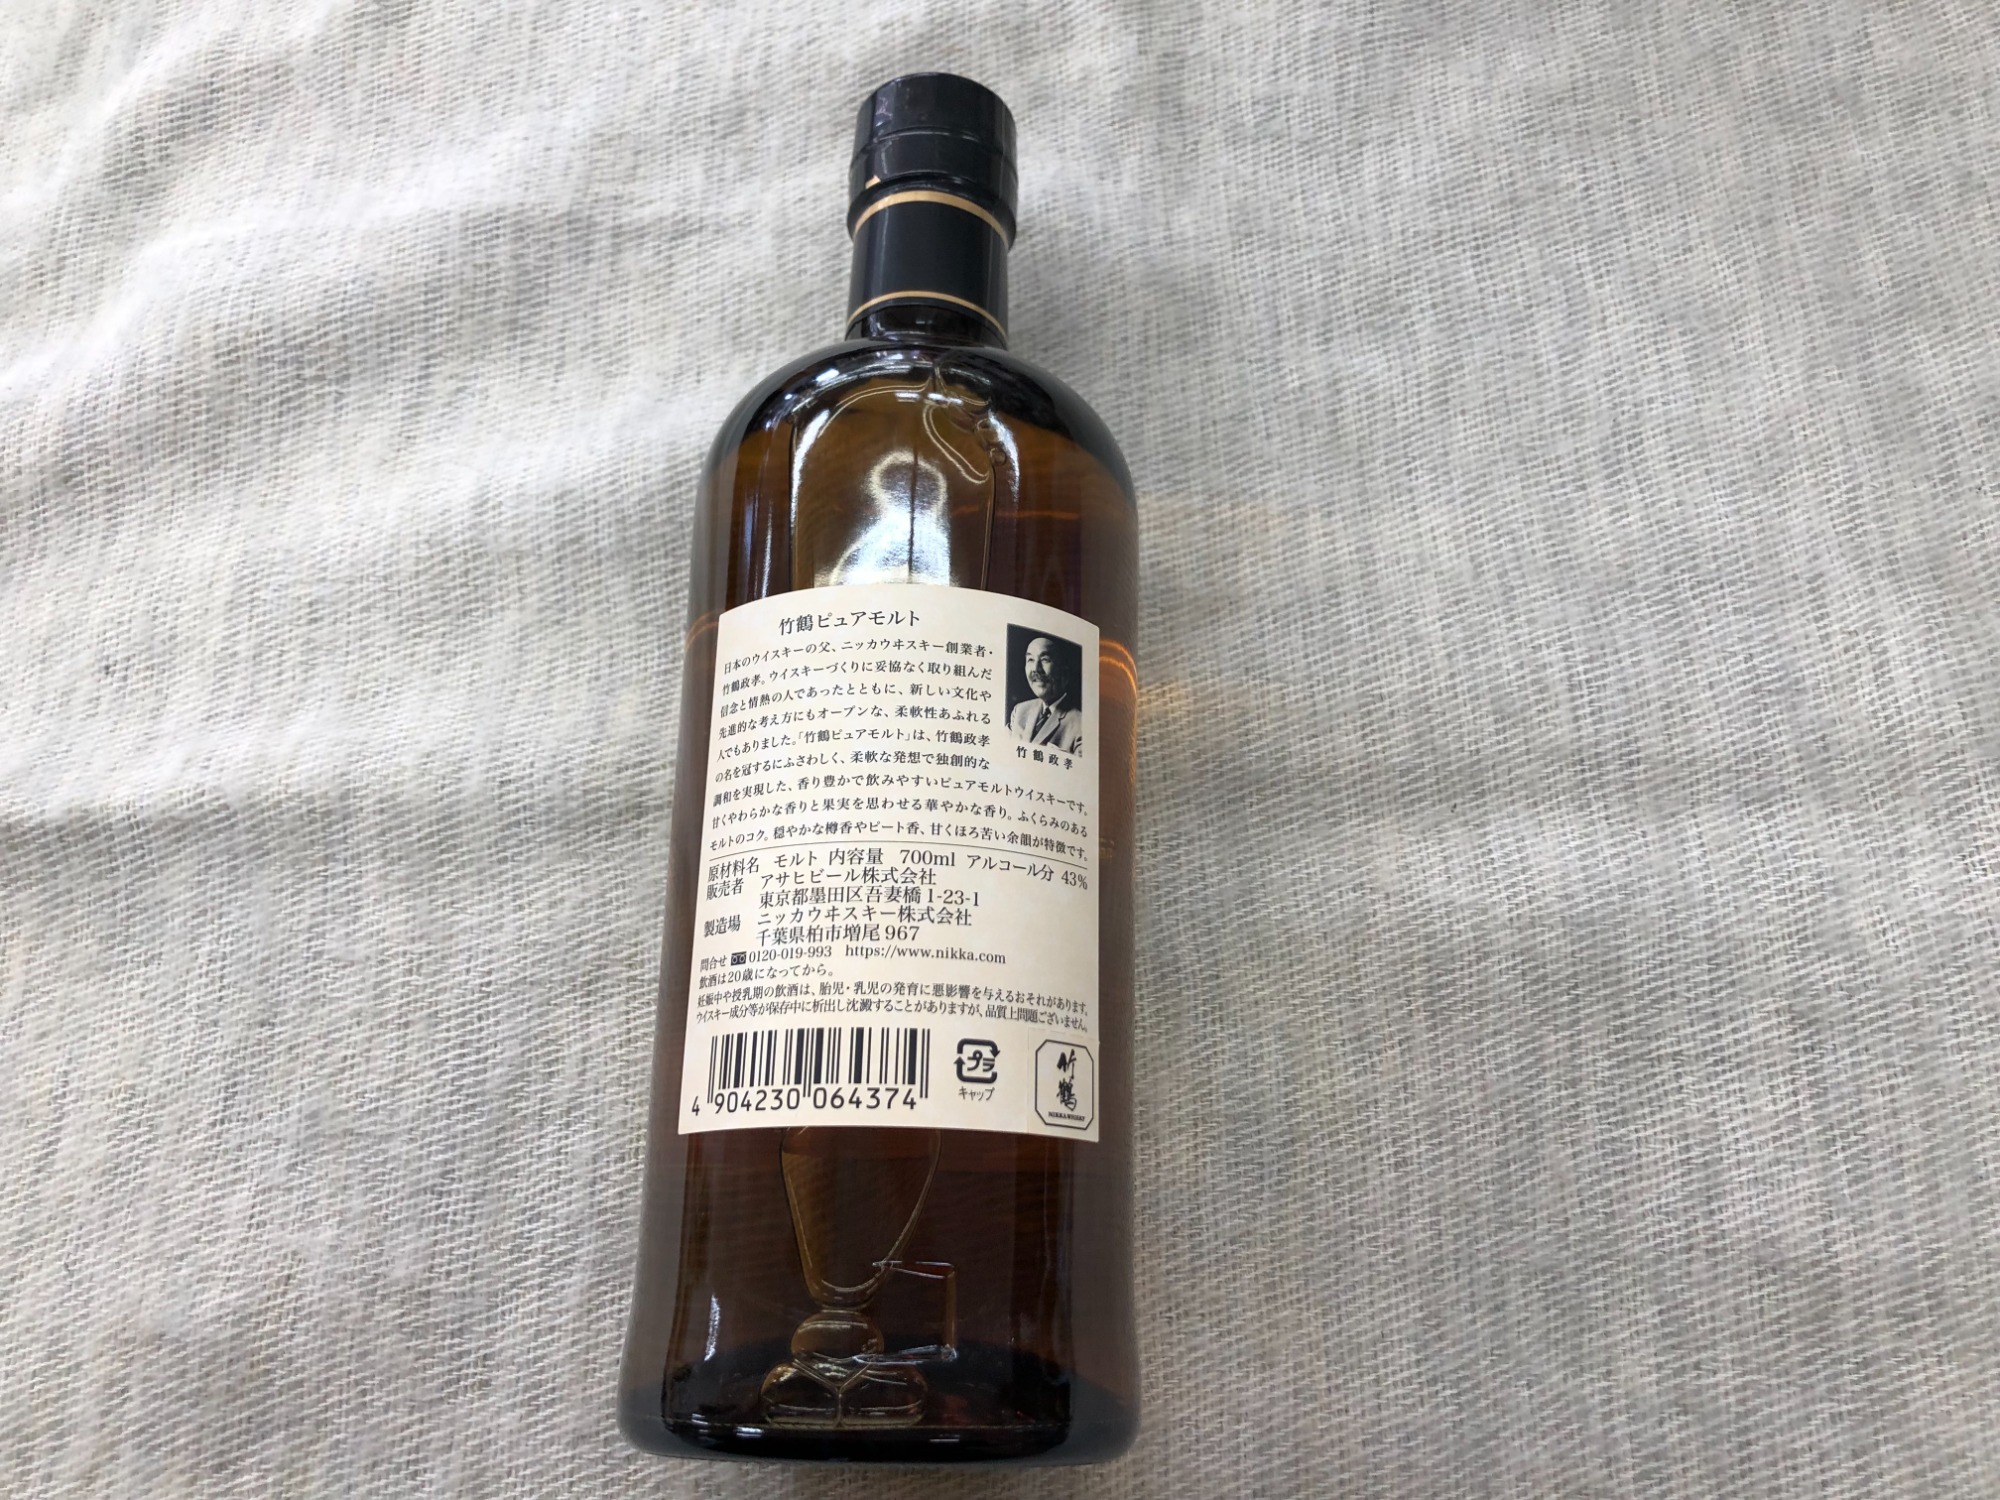 竹鶴ピュアモルト
日本のウイスキーの父、ニッカウヰスキー創業者・
竹鶴政孝。ウイスキーづくりに妥協なく取り組んだ
信念と情熱の人であったとともに、新しい文化や
先進的な考え方にもオープンな、柔軟性あふれる
人でもありました。「竹鶴ピュアモルト」は、竹鶴政孝
の名を冠するにふさわしく、柔軟な発想で独創的な
調和を実現した、香り豊かで飲みやすいピュアモルトウイスキーです。
甘くやわらかな香りと果実を思わせる華やかな香り。ふくらみのある
モルトのコク。穏やかな樽香やピート香、甘くほろ苦い余韻が特徴です。
竹鶴政孝
原材料名 モルト 内容量 700ml アルコール分 43%
販売者 アサヒビール株式会社
東京都墨田区吾妻橋1-23-1
製造場 ニッカウヰスキー株式会社
千葉県柏市増尾967
問合せ 0120-019-993 https://www.nikka.com
飲酒は20歳になってから。
妊娠中や授乳期の飲酒は、胎児・乳児の発育に悪影響を与えるおそれがあります。
ウイスキー成分等が保存中に析出し沈澱することがありますが、品質上問題ございません。
4 904230 064374
プラ
キャップ
竹鶴
NIKKA WHISKY